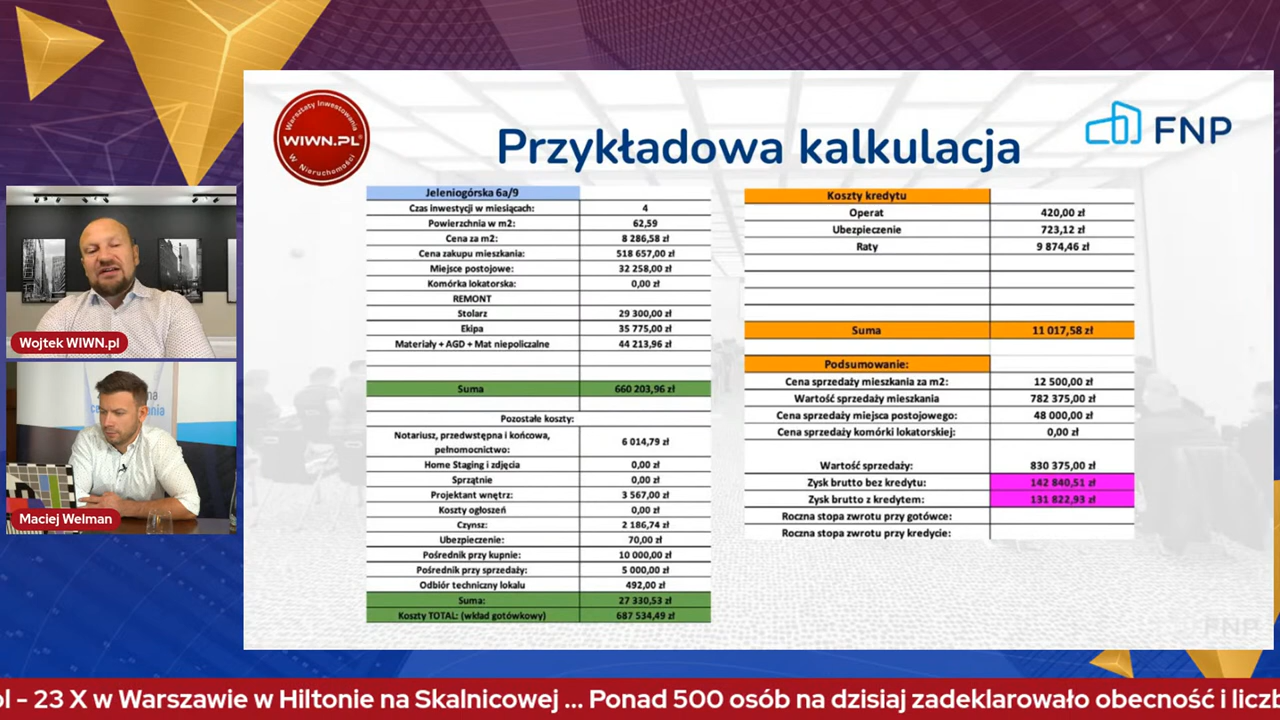 Warsztaty Inwestowania
WIWN.PL®
W Nieruchomości
Przykładowa kalkulacja
FNP
Jeleniogórska 6a/9
Czas inwestycji w miesiącach: 4
Powierzchnia w m2: 62,59
Cena za m2: 8 286,58 zł
Cena zakupu mieszkania: 518 657,00 zł
Miejsce postojowe: 32 258,00 zł
Komórka lokatorska: 0,00 zł
REMONT
Stolarz 29 300,00 zł
Ekipa 35 775,00 zł
Materiały + AGD + Mat niepoliczalne 44 213,96 zł
Suma 660 203,96 zł
Pozostałe koszty:
Notariusz, przedwstępna i końcowa,
pełnomocnictwo: 6 014,79 zł
Home Staging i zdjęcia 0,00 zł
Sprzątnie 0,00 zł
Projektant wnętrz: 3 567,00 zł
Koszty ogłoszeń 0,00 zł
Czynsz: 2 186,74 zł
Ubezpieczenie: 70,00 zł
Pośrednik przy kupnie: 10 000,00 zł
Pośrednik przy sprzedaży: 5 000,00 zł
Odbiór techniczny lokalu 492,00 zł
Suma: 27 330,53 zł
Koszty TOTAL: (wkład gotówkowy) 687 534,49 zł
Koszty kredytu
Operat 420,00 zł
Ubezpieczenie 723,12 zł
Raty 9 874,46 zł
Suma 11 017,58 zł
Podsumowanie:
Cena sprzedaży mieszkania za m2: 12 500,00 zł
Wartość sprzedaży mieszkania 782 375,00 zł
Cena sprzedaży miejsca postojowego: 48 000,00 zł
Cena sprzedaży komórki lokatorskiej: 0,00 zł
Wartość sprzedaży: 830 375,00 zł
Zysk brutto bez kredytu: 142 840,51 zł
Zysk brutto z kredytem: 131 822,93 zł
Roczna stopa zwrotu przy gotówce:
Roczna stopa zwrotu przy kredycie:
FNP
Wojtek WIWN.pl
Maciej Welman
ol - 23 X w Warszawie w Hiltonie na Skalnicowej ... Ponad 500 osób na dzisiaj zadeklarowało obecność i liczb